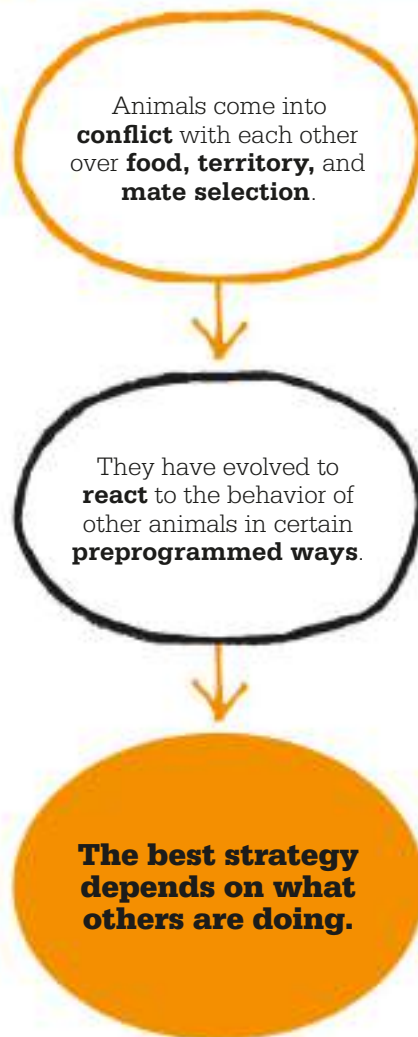 Animals come into
conflict with each other
over food, territory, and
mate selection.
They have evolved to
react to the behavior of
other animals in certain
preprogrammed ways.
The best strategy
depends on what
others are doing.